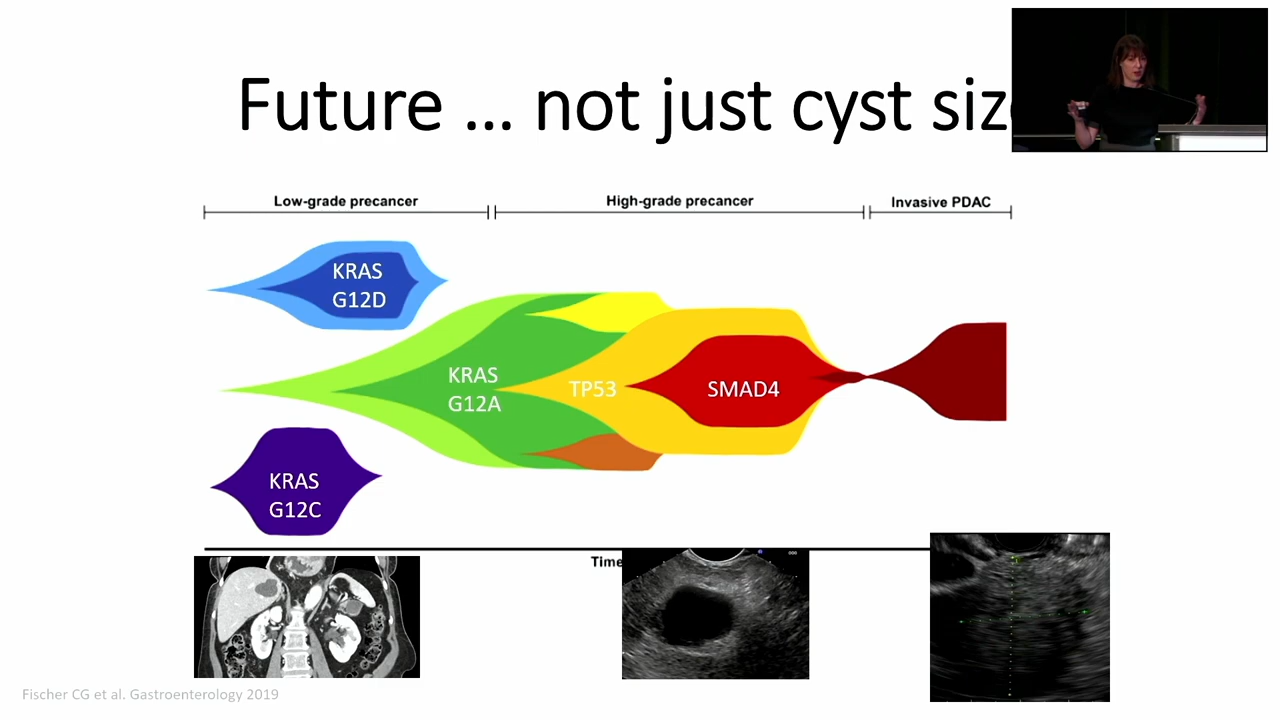 Future ... not just cyst siz
Low-grade precancer
High-grade precancer
Invasive PDAC
KRAS
G12D
KRAS
G12A
TP53
SMAD4
KRAS
G12C
Time
Fischer CG et al. Gastroenterology 2019